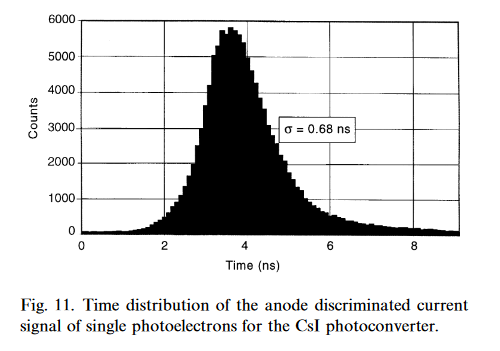 6000
5000
4000
3000
2000
1000
0
Counts
σ = 0.68 ns
0 2 4 6 8
Time (ns)
Fig. 11. Time distribution of the anode discriminated current
signal of single photoelectrons for the CsI photoconverter.